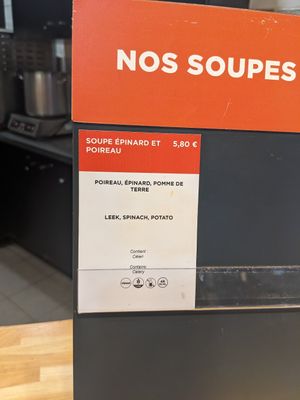 NOS SOUPES
SOUPE ÉPINARD ET 5,80 €
POIREAU
POIREAU, ÉPINARD, POMME DE
TERRE
LEEK, SPINACH, POTATO
Contient :
Céleri
Contains :
Celery